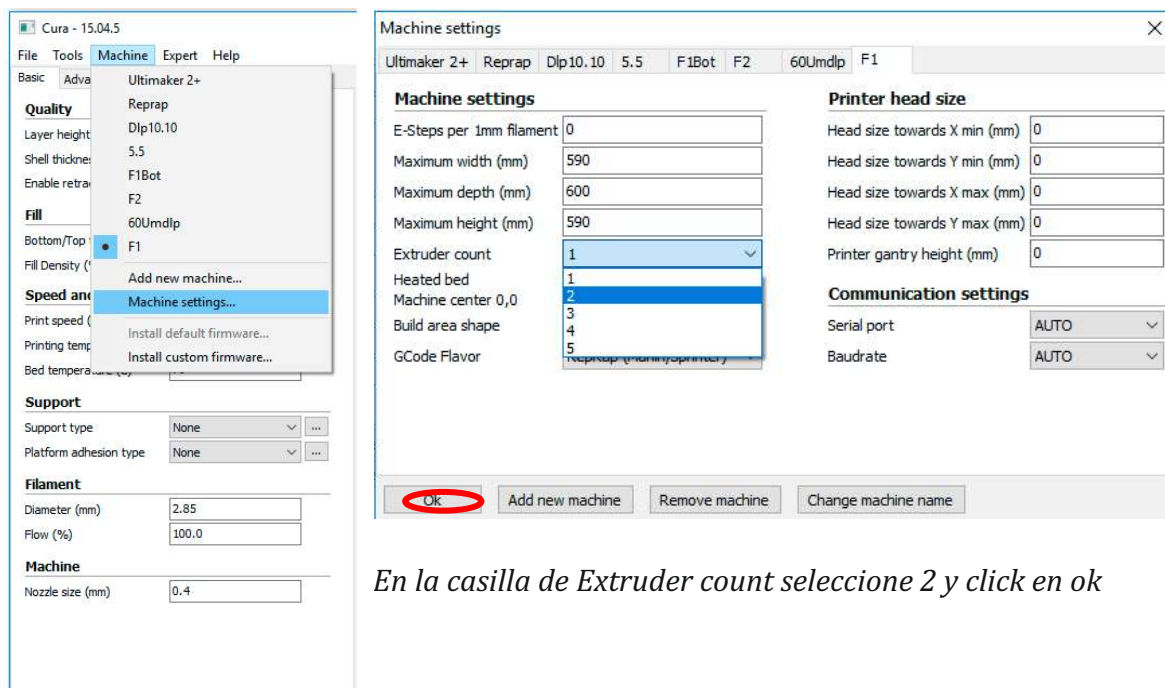 Cura - 15.04.5
File Tools Machine Expert Help
Basic Adva
Quality
Layer height
Shell thickne
Enable retra
Fill
Bottom/Top
Fill Density (
Speed and
Print speed (
Printing temp
Bed tempera
Support
Support type None ...
Platform adhesion type None ...
Filament
Diameter (mm) 2.85
Flow (%) 100.0
Machine
Nozzle size (mm) 0.4
Ultimaker 2+
Reprap
Dlp10.10
5.5
F1Bot
F2
60Umdlp
F1
Add new machine...
Machine settings...
Install default firmware...
Install custom firmware...
Machine settings
Ultimaker 2+ Reprap Dlp10.10 5.5 F1Bot F2 60Umdlp F1
Machine settings
E-Steps per 1mm filament 0
Maximum width (mm) 590
Maximum depth (mm) 600
Maximum height (mm) 590
Extruder count 1
Heated bed
Machine center 0,0
Build area shape
GCode Flavor
1
2
3
4
5
Printer head size
Head size towards X min (mm) 0
Head size towards Y min (mm) 0
Head size towards X max (mm) 0
Head size towards Y max (mm) 0
Printer gantry height (mm) 0
Communication settings
Serial port AUTO
Baudrate AUTO
Ok Add new machine Remove machine Change machine name
En la casilla de Extruder count seleccione 2 y click en ok